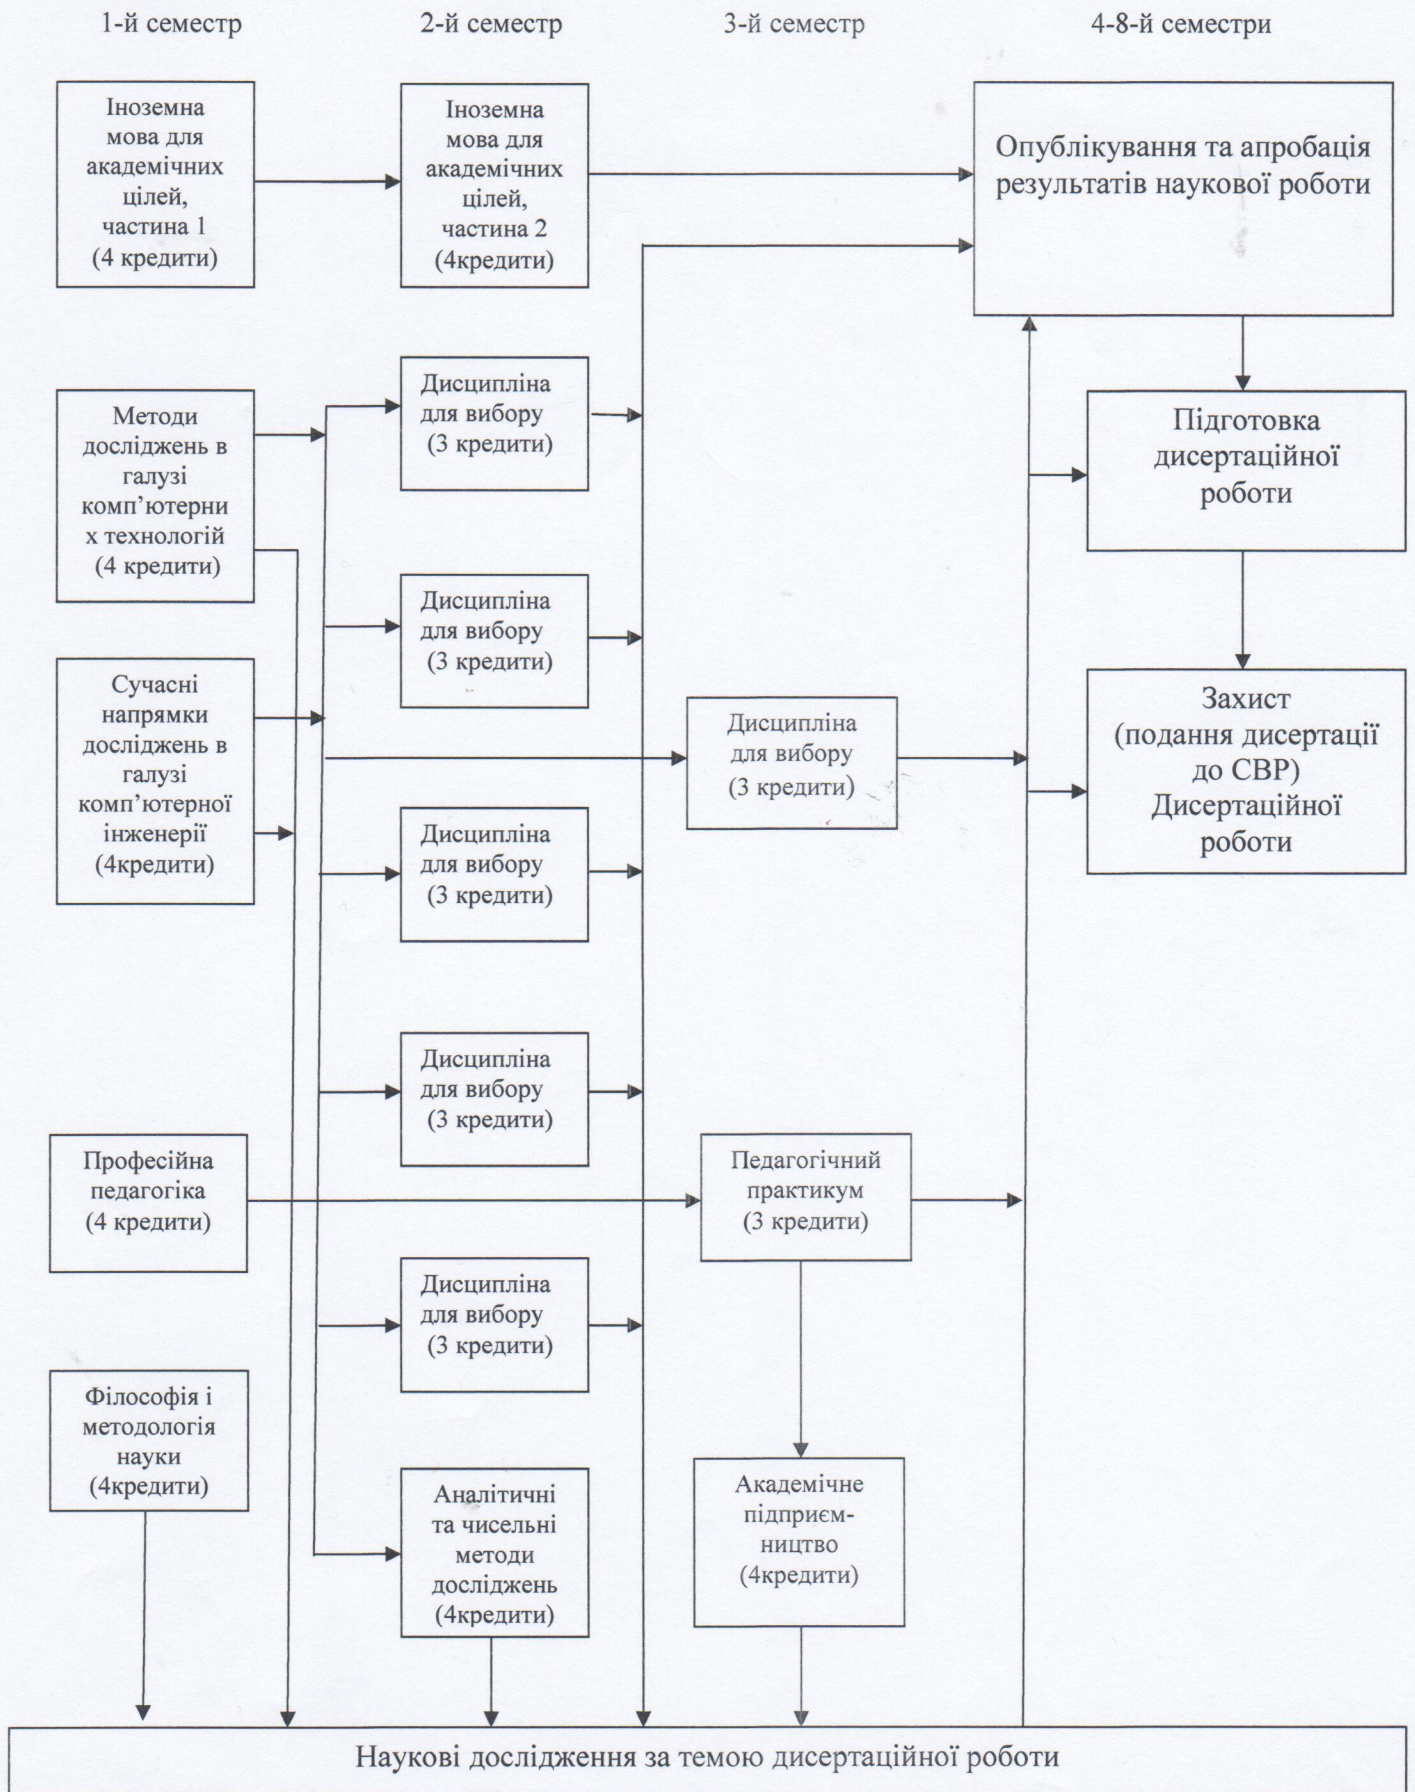 1-й семестр
2-й семестр
3-й семестр
4-8-й семестри
Іноземна
мова для
академічних
цілей,
частина 1
(4 кредити)
Іноземна
мова для
академічних
цілей,
частина 2
(4кредити)
Опублікування та апробація
результатів наукової роботи
Методи
досліджень в
галузі
комп’ютерни
х технологій
(4 кредити)
Дисципліна
для вибору
(3 кредити)
Підготовка
дисертаційної
роботи
Дисципліна
для вибору
(3 кредити)
Сучасні
напрямки
досліджень в
галузі
комп’ютерної
інженерії
(4кредити)
Дисципліна
для вибору
(3 кредити)
Захист
(подання дисертації
до СВР)
Дисертаційної
роботи
Дисципліна
для вибору
(3 кредити)
Дисципліна
для вибору
(3 кредити)
Професійна
педагогіка
(4 кредити)
Педагогічний
практикум
(3 кредити)
Дисципліна
для вибору
(3 кредити)
Філософія і
методологія
науки
(4кредити)
Аналітичні
та чисельні
методи
досліджень
(4кредити)
Академічне
підприєм-
ництво
(4кредити)
Наукові дослідження за темою дисертаційної роботи